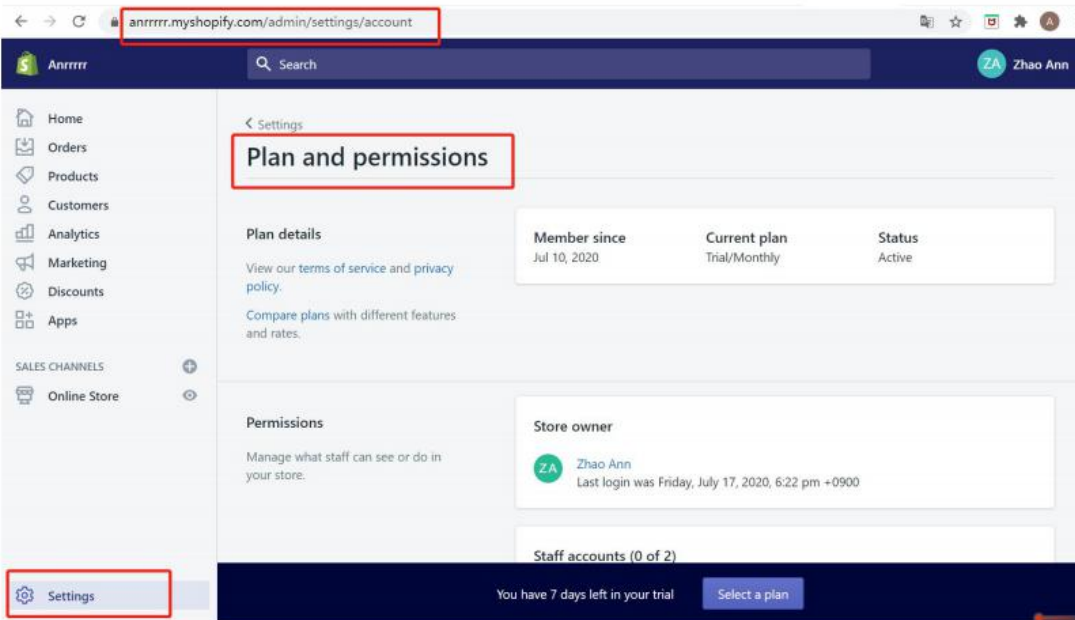 anrrrrr.myshopify.com/admin/settings/account
A
Anrrrrr
Search
ZA
Zhao Ann
Home
Orders
Products
Customers
Analytics
Marketing
Discounts
Apps
SALES CHANNELS
Online Store
Settings
Settings
Plan and permissions
Plan details
View our terms of service and privacy
policy.
Compare plans with different features
and rates.
Member since
Jul 10, 2020
Current plan
Trial/Monthly
Status
Active
Permissions
Manage what staff can see or do in
your store.
Store owner
ZA
Zhao Ann
Last login was Friday, July 17, 2020, 6:22 pm +0900
Staff accounts (0 of 2)
You have 7 days left in your trial
Select a plan